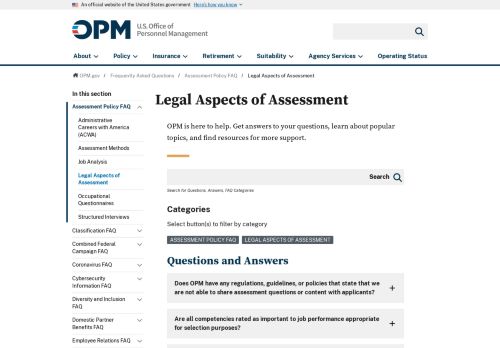 An official website of the United States government Here's how you know
OPM U.S. Office of
Personnel Management
About Policy Insurance Retirement Suitability Agency Services Operating Status
OPM.gov / Frequently Asked Questions / Assessment Policy FAQ / Legal Aspects of Assessment
In this section
Assessment Policy FAQ
Administrative
Careers with America
(ACWA)
Assessment Methods
Job Analysis
Legal Aspects of
Assessment
Occupational
Questionnaires
Structured Interviews
Classification FAQ
Combined Federal
Campaign FAQ
Coronavirus FAQ
Cybersecurity
Information FAQ
Diversity and Inclusion
FAQ
Domestic Partner
Benefits FAQ
Employee Relations FAQ
Legal Aspects of Assessment
OPM is here to help. Get answers to your questions, learn about popular
topics, and find resources for more support.
Search
Search for Questions, Answers, FAQ Categories
Categories
Select button(s) to filter by category
ASSESSMENT POLICY FAQ LEGAL ASPECTS OF ASSESSMENT
Questions and Answers
Does OPM have any regulations, guidelines, or policies that state that we
are not able to share assessment questions or content with applicants?
Are all competencies rated as important to job performance appropriate
for selection purposes?